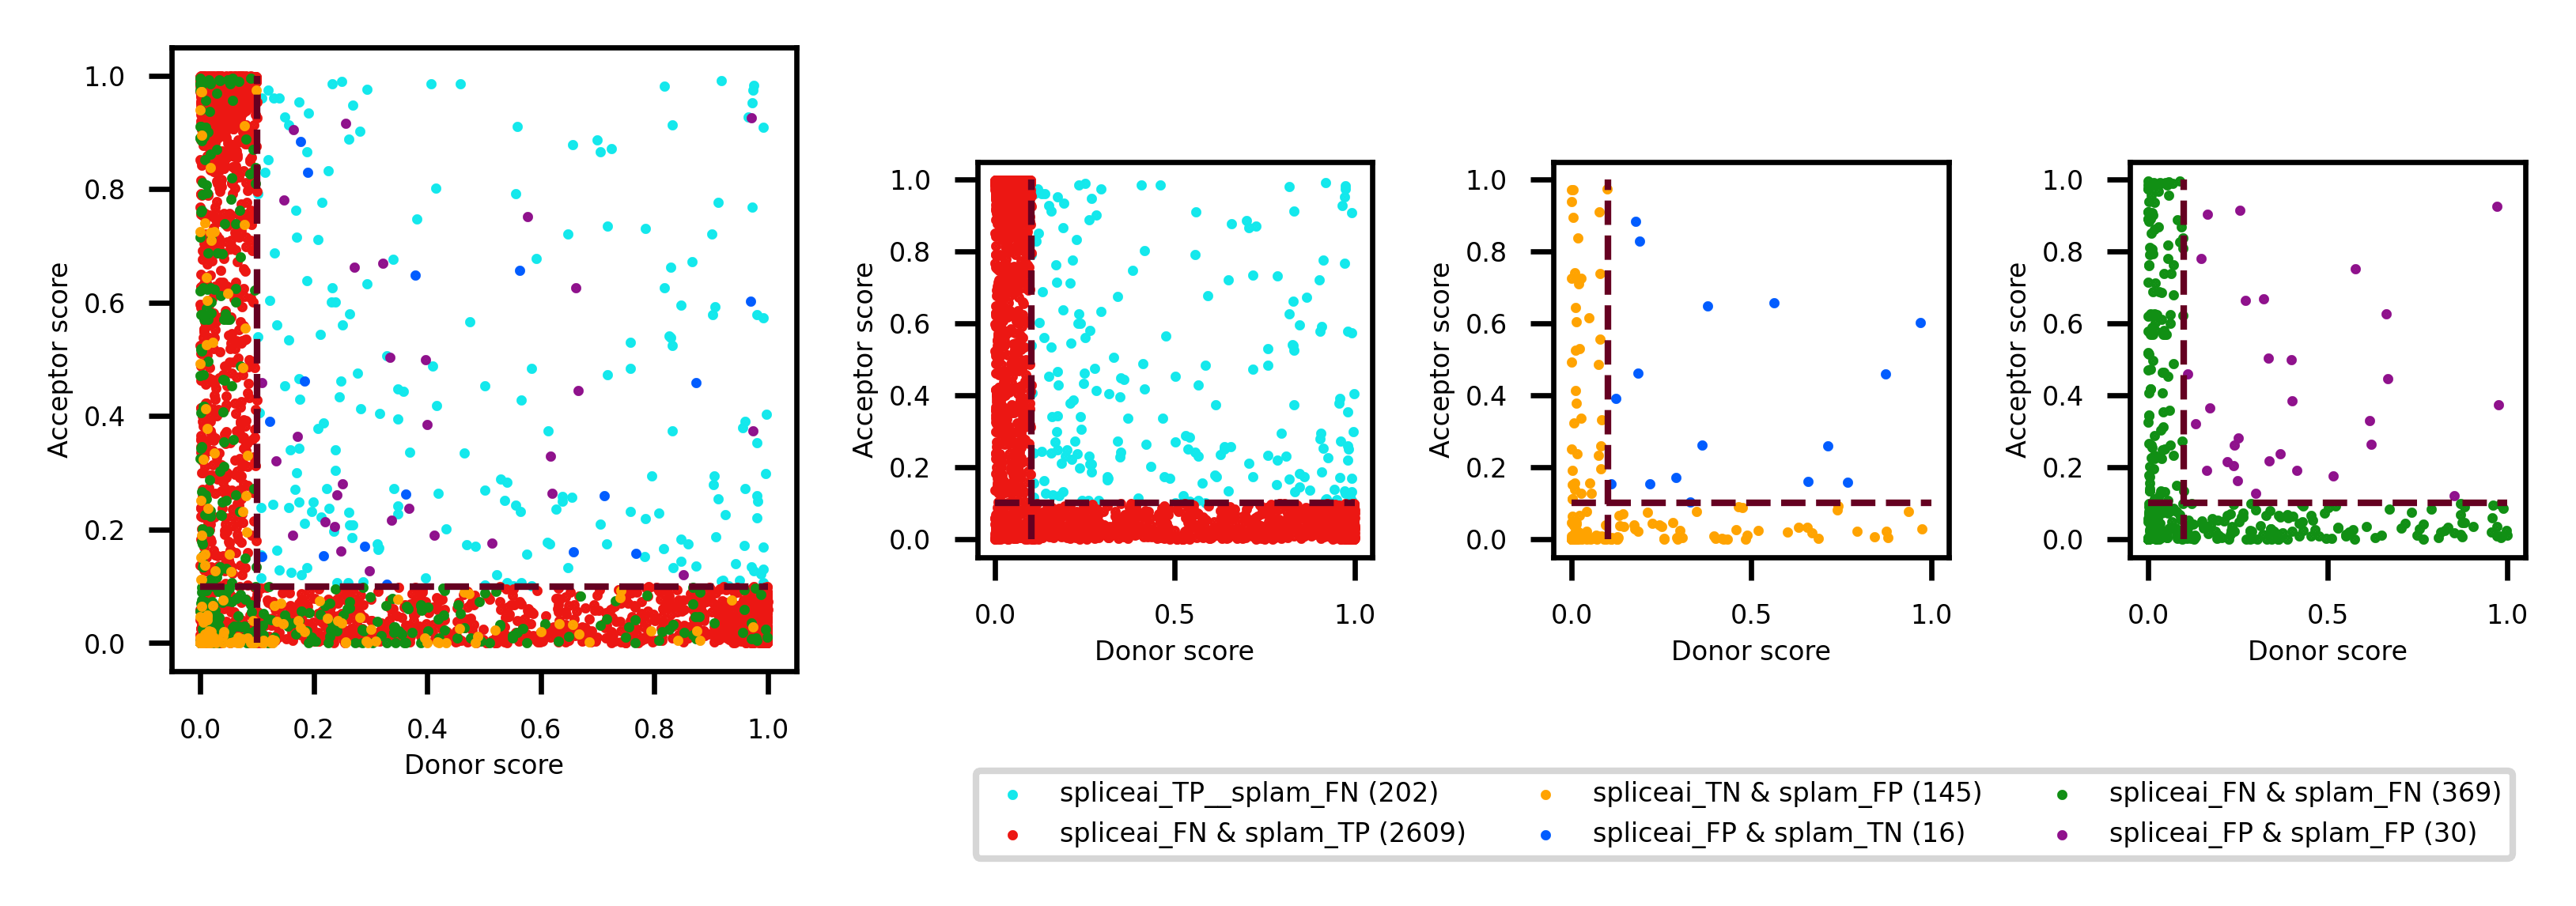 1.0
0.8
0.6
0.4
0.2
0.0
Acceptor score
0.0 0.2 0.4 0.6 0.8 1.0
Donor score
1.0
0.8
0.6
0.4
0.2
0.0
Acceptor score
0.0 0.5 1.0
Donor score
1.0
0.8
0.6
0.4
0.2
0.0
Acceptor score
0.0 0.5 1.0
Donor score
1.0
0.8
0.6
0.4
0.2
0.0
Acceptor score
0.0 0.5 1.0
Donor score
spliceai_TP__splam_FN (202)
spliceai_FN & splam_TP (2609)
spliceai_TN & splam_FP (145)
spliceai_FP & splam_TN (16)
spliceai_FN & splam_FN (369)
spliceai_FP & splam_FP (30)